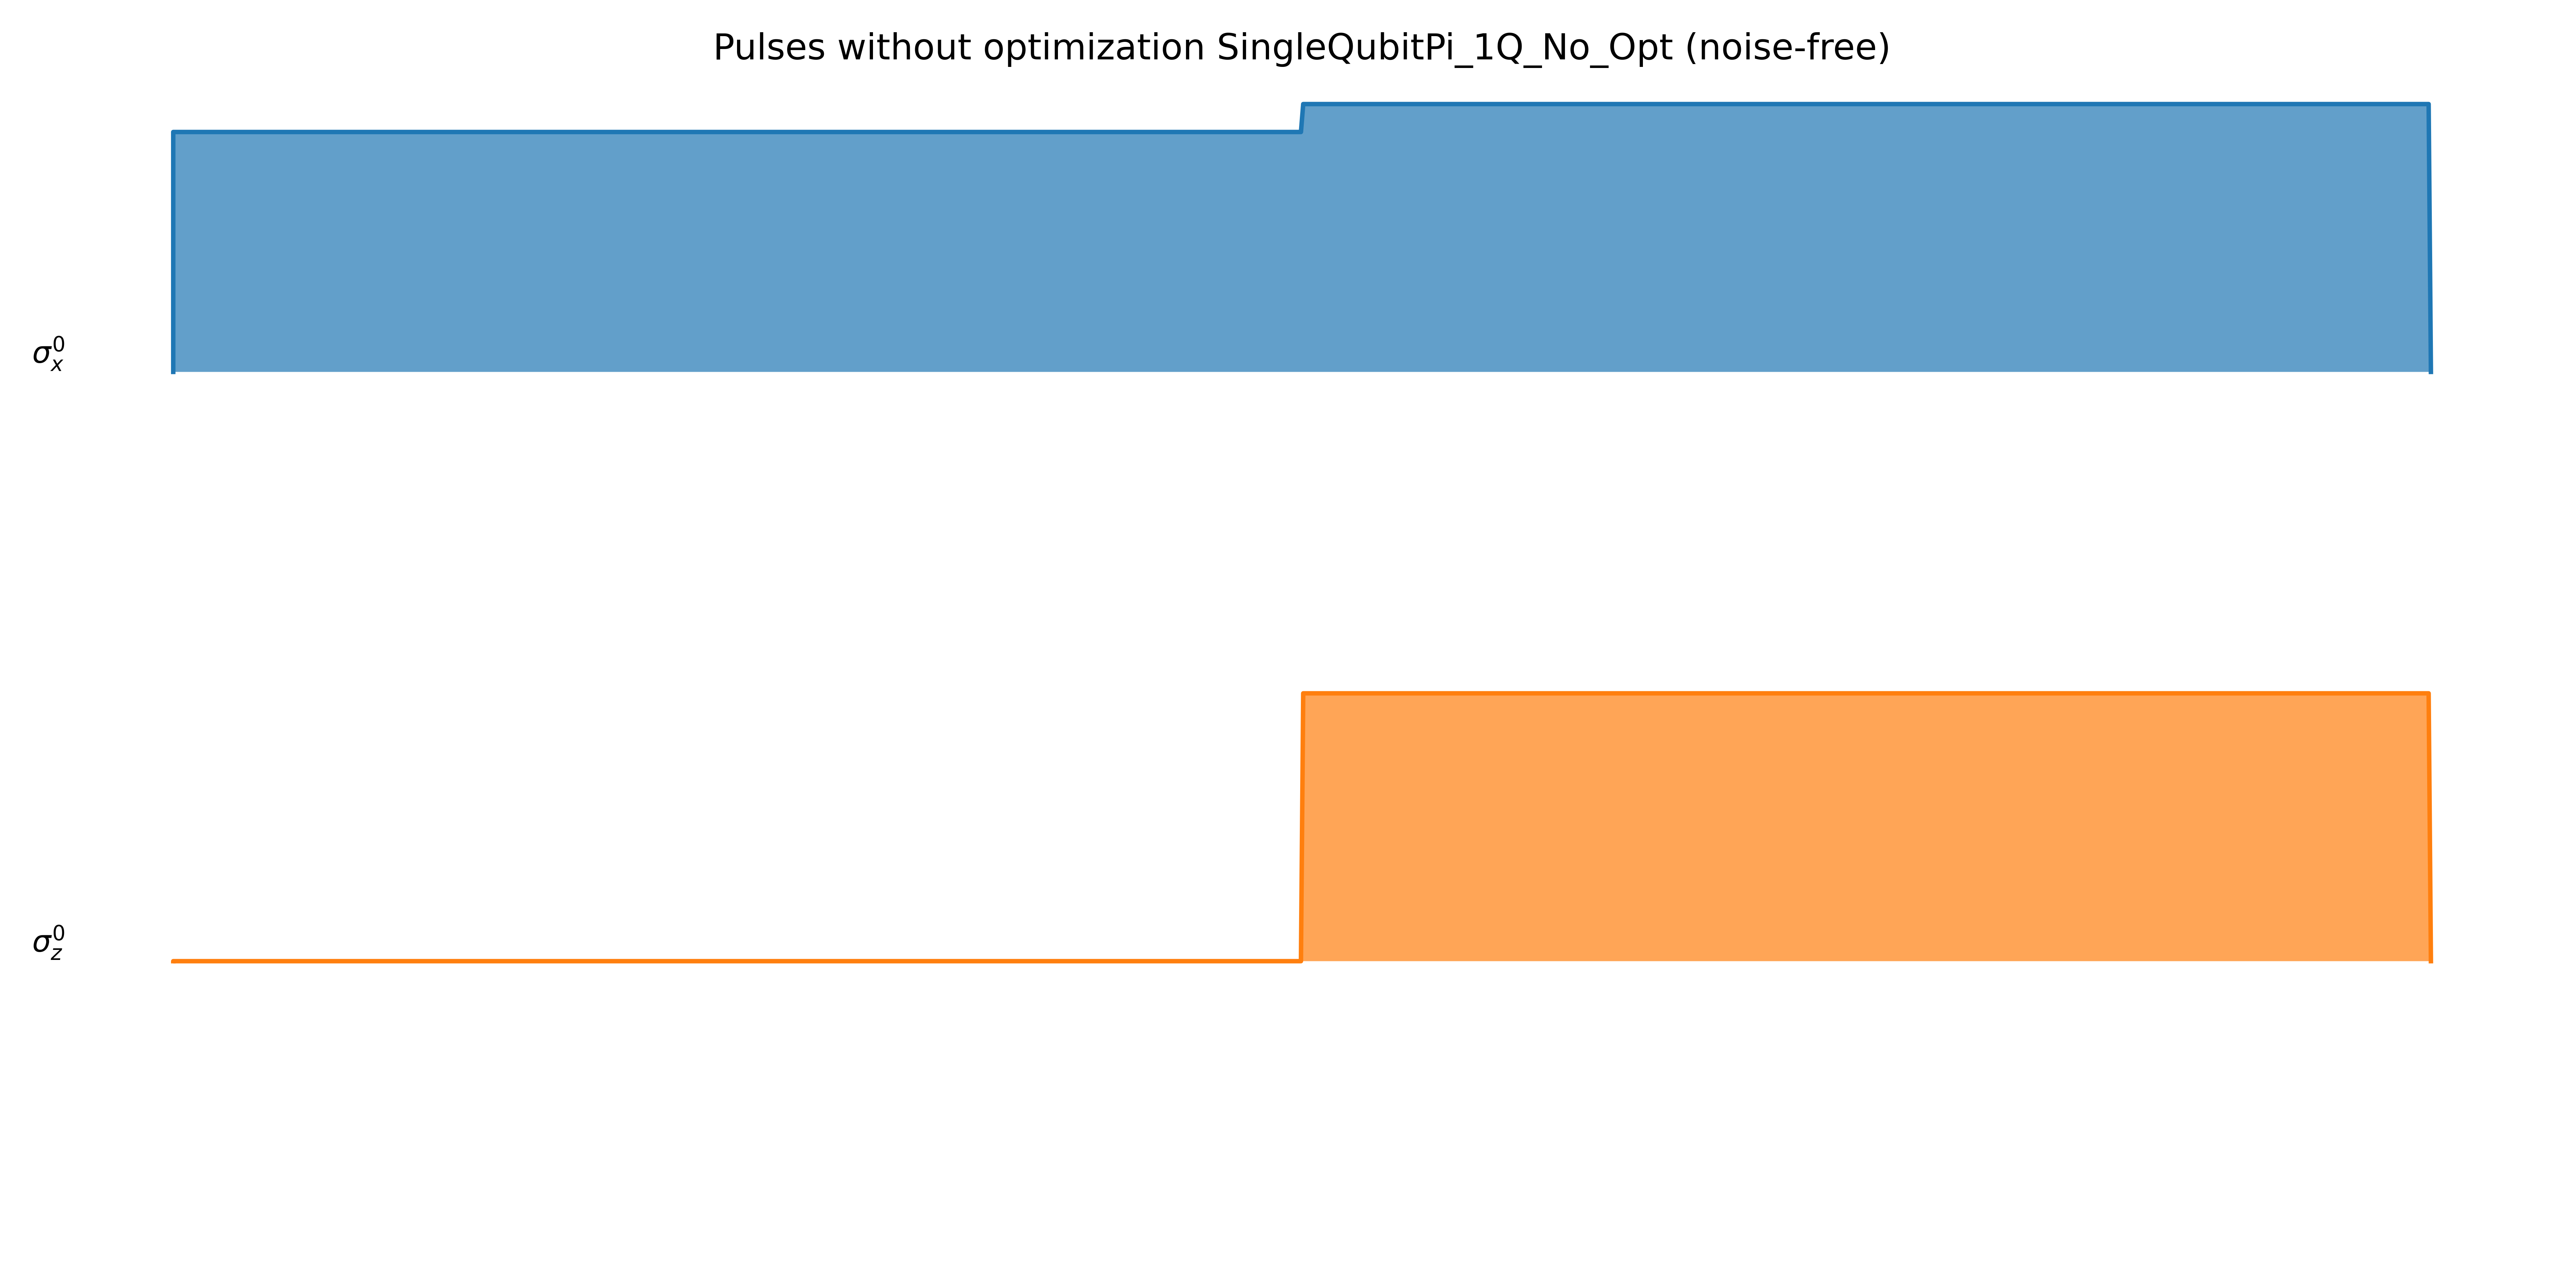 Pulses without optimization SingleQubitPi_1Q_No_Opt (noise-free)
σ_x^0
σ_z^0